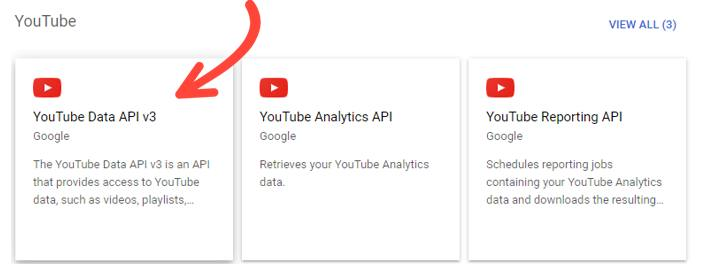 YouTube
VIEW ALL (3)
YouTube Data API v3
Google
The YouTube Data API v3 is an API
that provides access to YouTube
data, such as videos, playlists,...
YouTube Analytics API
Google
Retrieves your YouTube Analytics
data.
YouTube Reporting API
Google
Schedules reporting jobs
containing your YouTube Analytics
data and downloads the resulting...